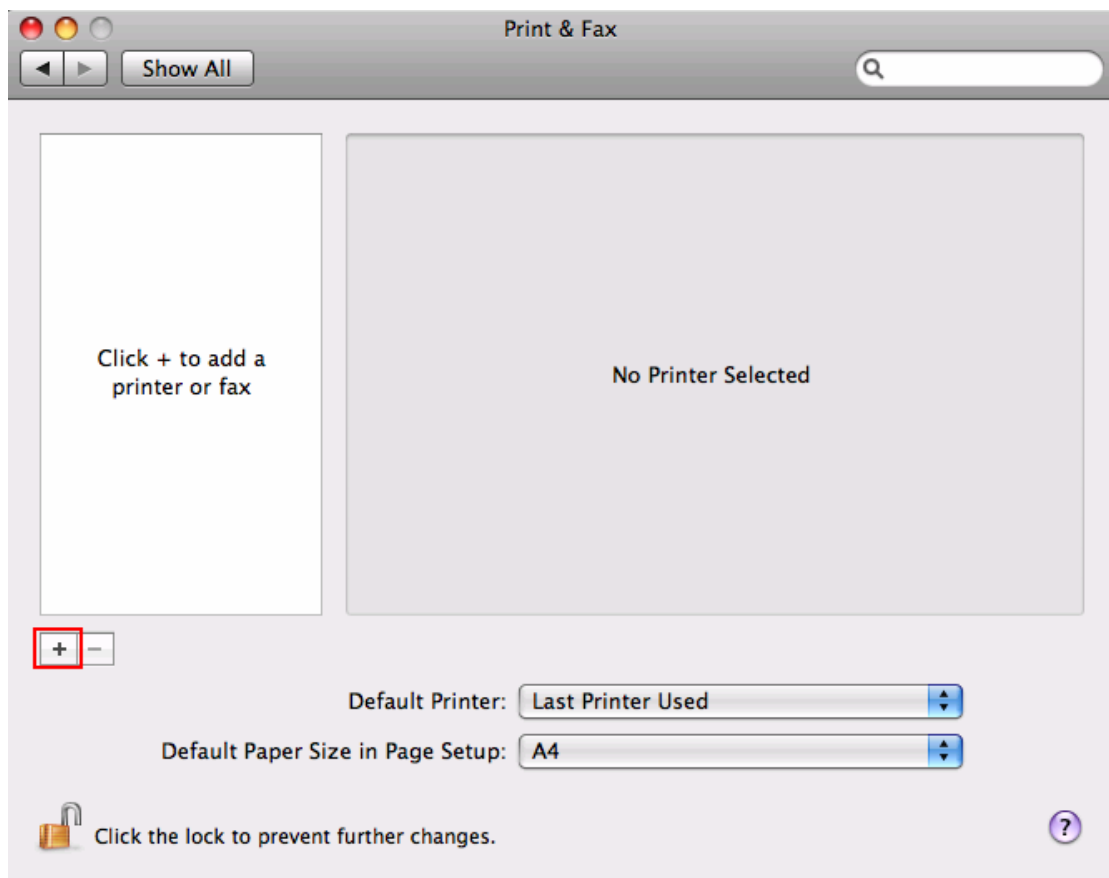 Print & Fax
Show All
Click + to add a
printer or fax
No Printer Selected
+ −
Default Printer: Last Printer Used
Default Paper Size in Page Setup: A4
Click the lock to prevent further changes.
?